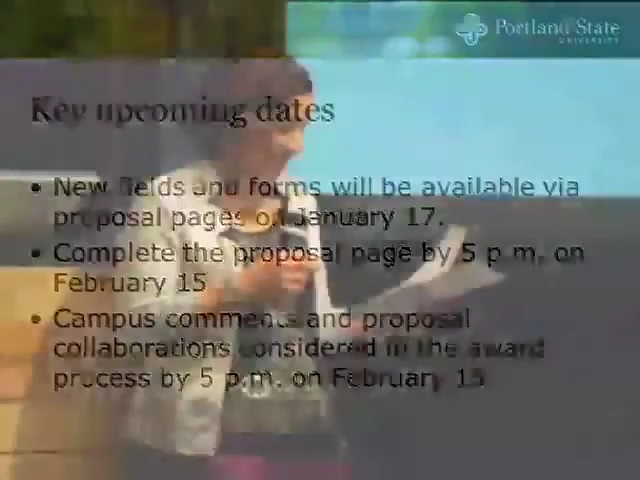 Portland State
UNIVERSITY
Key upcoming dates
• New fields and forms will be available via
proposal pages on January 17.
• Complete the proposal page by 5 p.m. on
February 15
• Campus comments and proposal
collaborations considered in the award
process by 5 p.m. on February 15